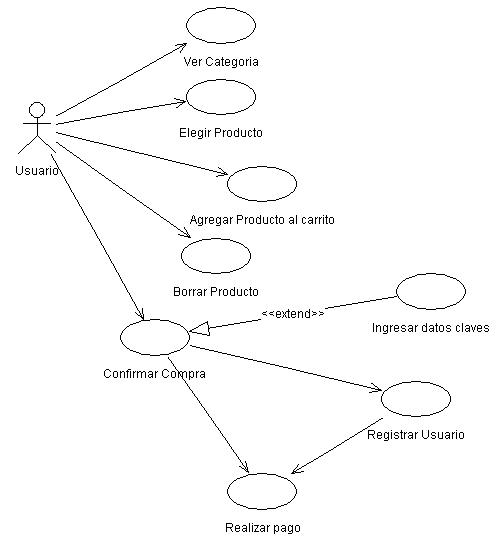 Ver Categoria
Elegir Producto
Usuario
Agregar Producto al carrito
Borrar Producto
<<extend>>
Ingresar datos claves
Confirmar Compra
Registrar Usuario
Realizar pago